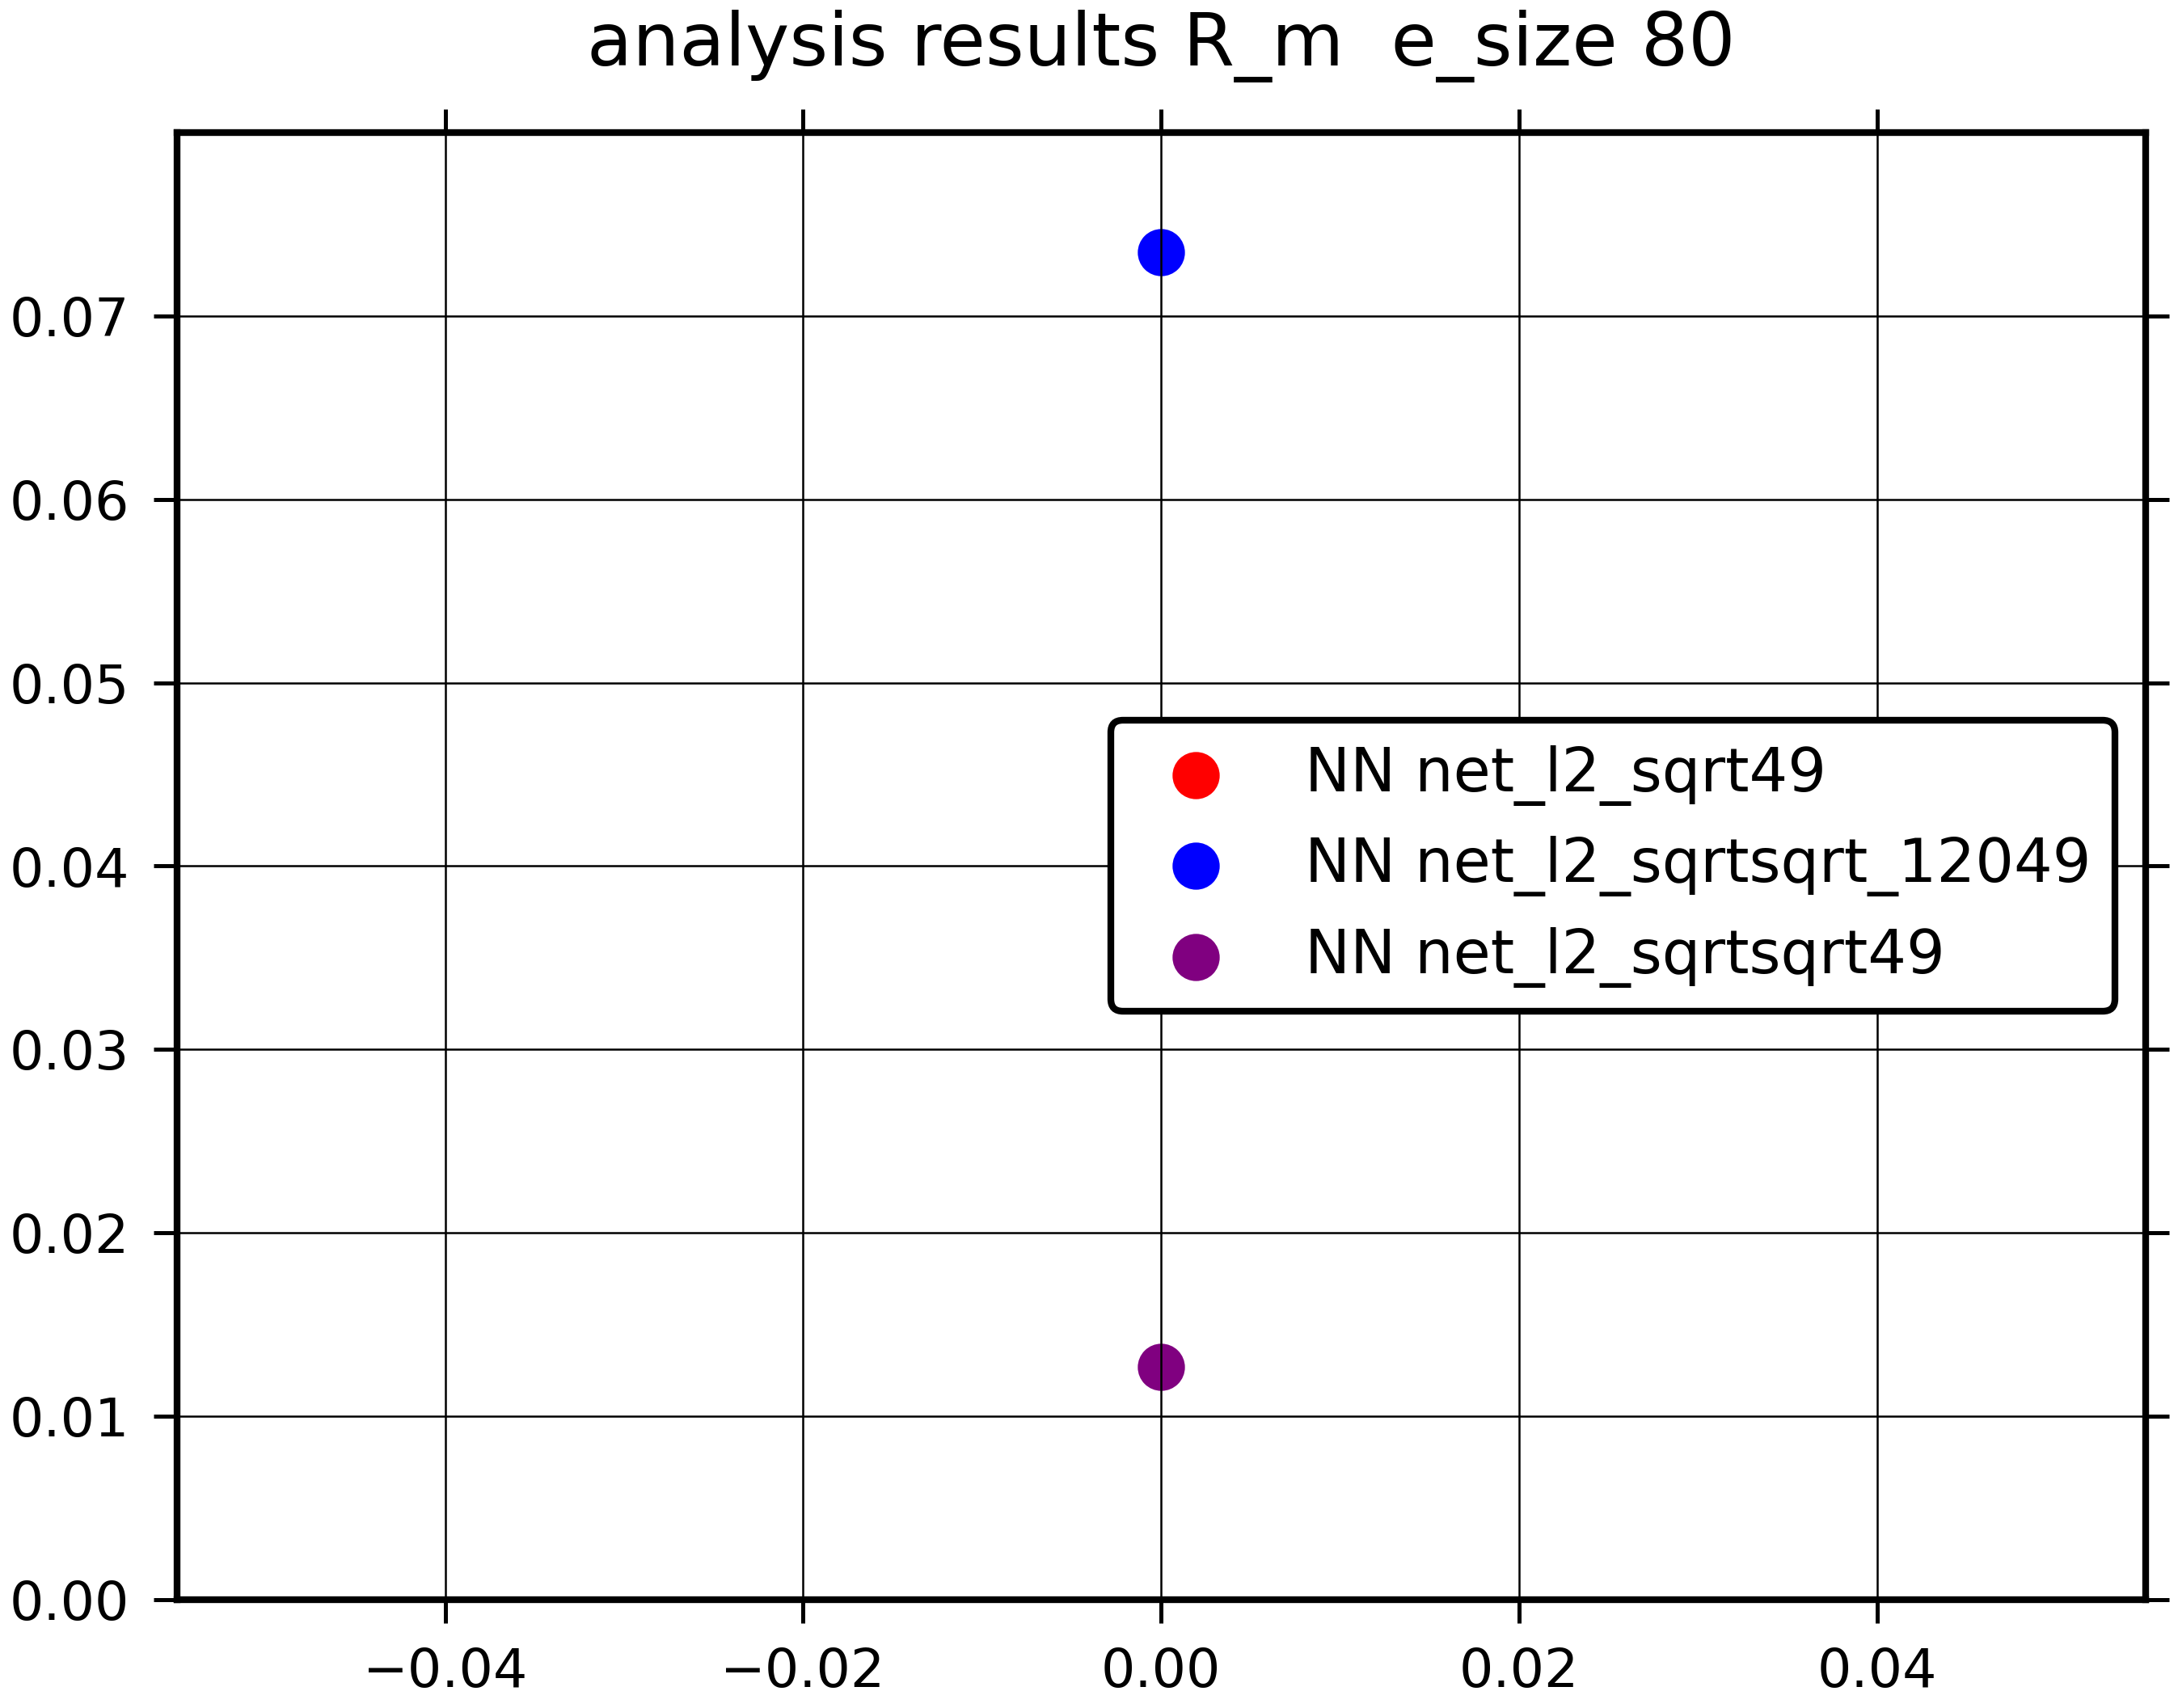 analysis results R_m  e_size 80
0.07
0.06
0.05
0.04
0.03
0.02
0.01
0.00
NN net_l2_sqrt49
NN net_l2_sqrtsqrt_12049
NN net_l2_sqrtsqrt49
−0.04 −0.02 0.00 0.02 0.04